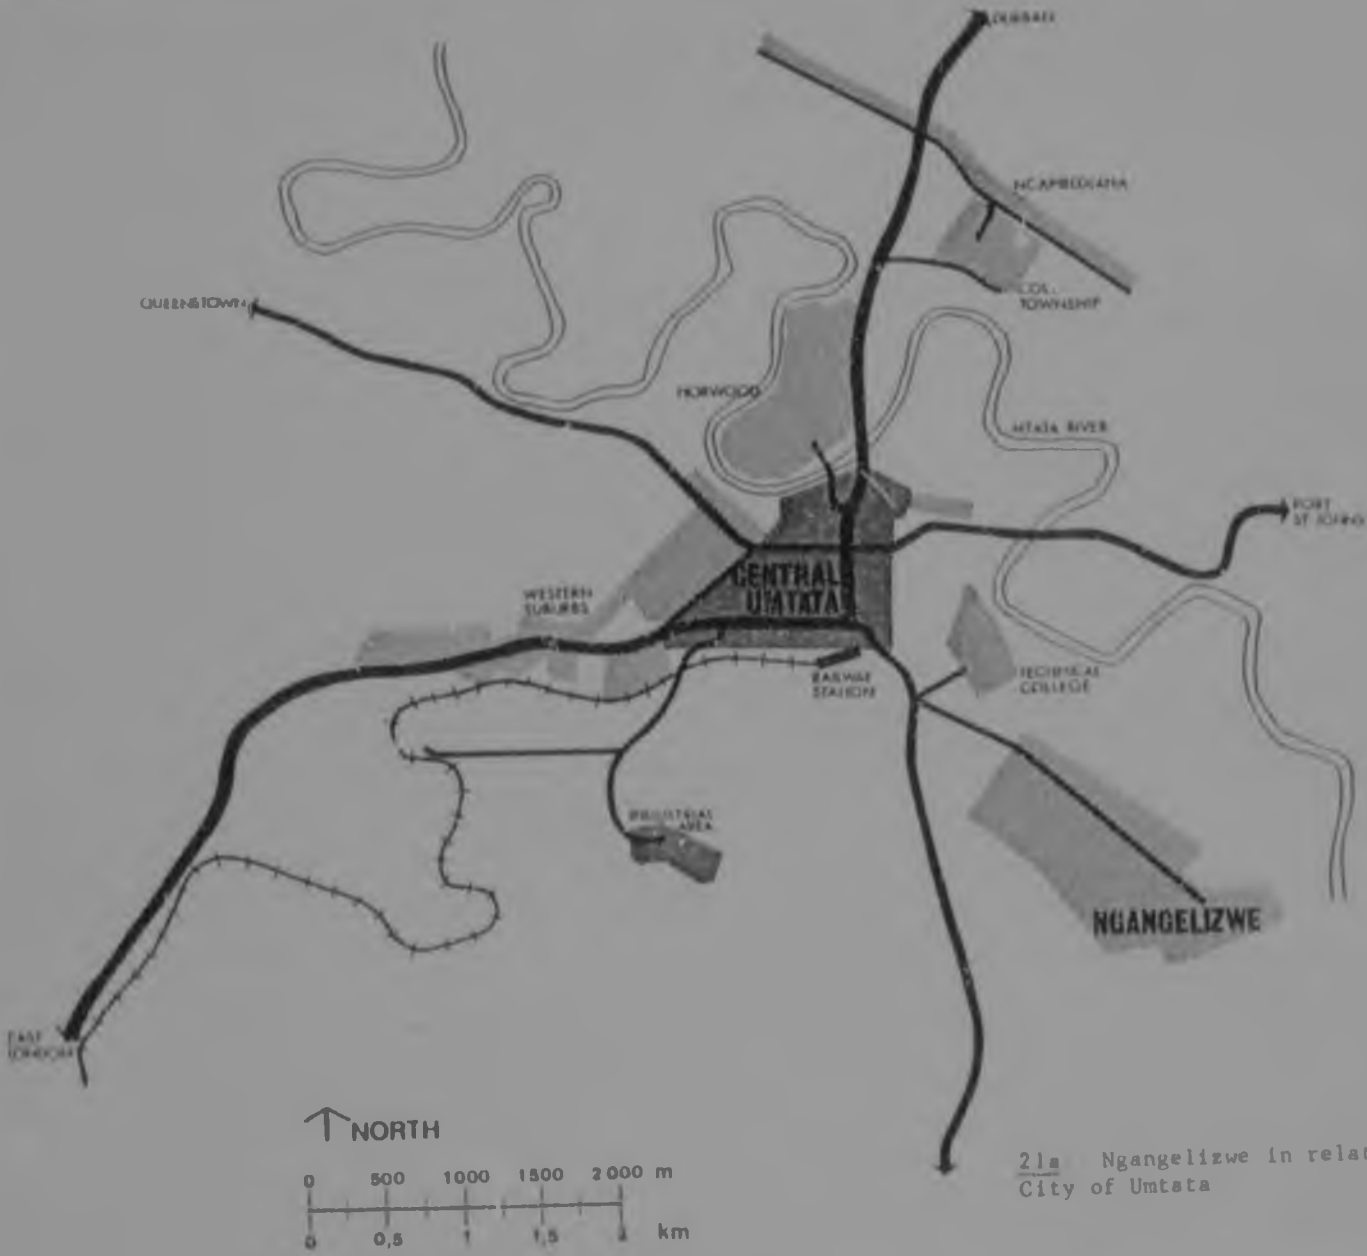 DURBAN
NCAMBEDLANA
COL.
TOWNSHIP
QUEENSTOWN
NORWOOD
MTATA RIVER
PORT
ST JOHNS
CENTRAL
UMTATA
WESTERN
SUBURBS
RAILWAY
STATION
TECHNICAL
COLLEGE
INDUSTRIAL
AREA
NGANGELIZWE
EAST
LONDON
NORTH
0 500 1000 1500 2000 m
0 0,5 1 1,5 2 km
21a Ngangelizwe in relat
City of Umtata